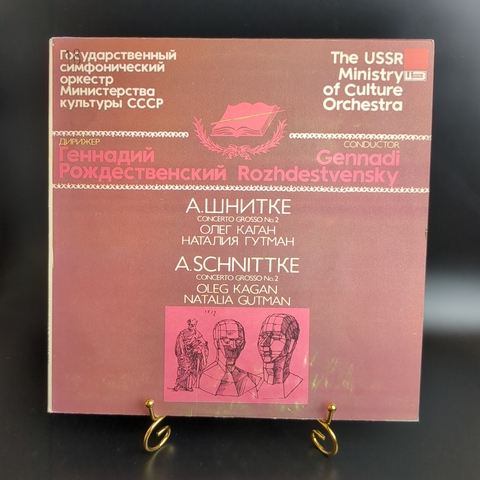 Государственный
симфонический
оркестр
Министерства
культуры СССР
The USSR
Ministry
of Culture
Orchestra
ДИРИЖЕР
Геннадий
Рождественский
CONDUCTOR
Gennadi
Rozhdestvensky
А.ШНИТКЕ
CONCERTO GROSSO No.2
ОЛЕГ КАГАН
НАТАЛИЯ ГУТМАН
A.SCHNITTKE
CONCERTO GROSSO No.2
OLEG KAGAN
NATALIA GUTMAN